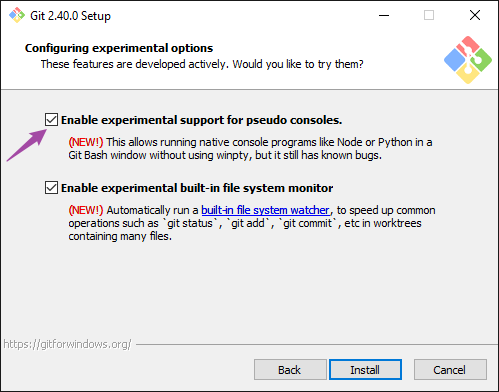 Git 2.40.0 Setup
Configuring experimental options
These features are developed actively. Would you like to try them?
Enable experimental support for pseudo consoles.
(NEW!) This allows running native console programs like Node or Python in a
Git Bash window without using winpty, but it still has known bugs.
Enable experimental built-in file system monitor
(NEW!) Automatically run a built-in file system watcher, to speed up common
operations such as `git status`, `git add`, `git commit`, etc in worktrees
containing many files.
https://gitforwindows.org/
Back
Install
Cancel